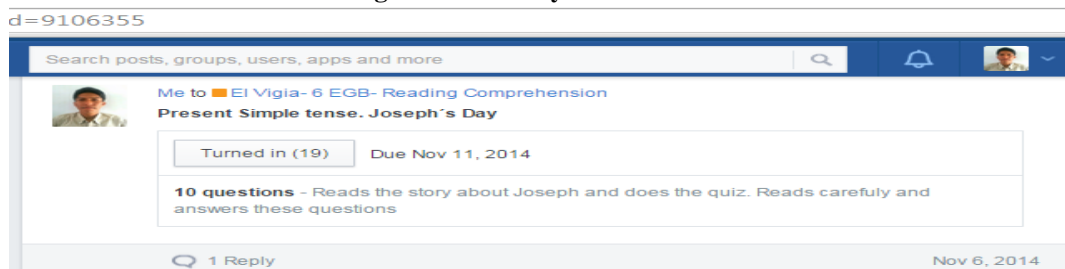 d=9106355
Search posts, groups, users, apps and more
Me to El Vigia- 6 EGB- Reading Comprehension
Present Simple tense. Joseph´s Day
Turned in (19) Due Nov 11, 2014
10 questions - Reads the story about Joseph and does the quiz. Reads carefuly and
answers these questions
1 Reply Nov 6, 2014